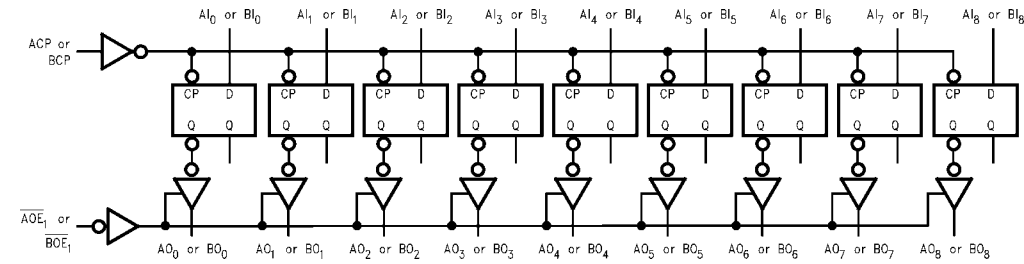 AI₀ or BI₀ AI₁ or BI₁ AI₂ or BI₂ AI₃ or BI₃ AI₄ or BI₄ AI₅ or BI₅ AI₆ or BI₆ AI₇ or BI₇ AI₈ or BI₈
ACP or
BCP
CP D CP D CP D CP D CP D CP D CP D CP D CP D
Q Q Q Q Q Q Q Q Q Q Q Q Q Q Q Q Q Q
A̅O̅E̅₁ or
B̅O̅E̅₁
AO₀ or BO₀ AO₁ or BO₁ AO₂ or BO₂ AO₃ or BO₃ AO₄ or BO₄ AO₅ or BO₅ AO₆ or BO₆ AO₇ or BO₇ AO₈ or BO₈